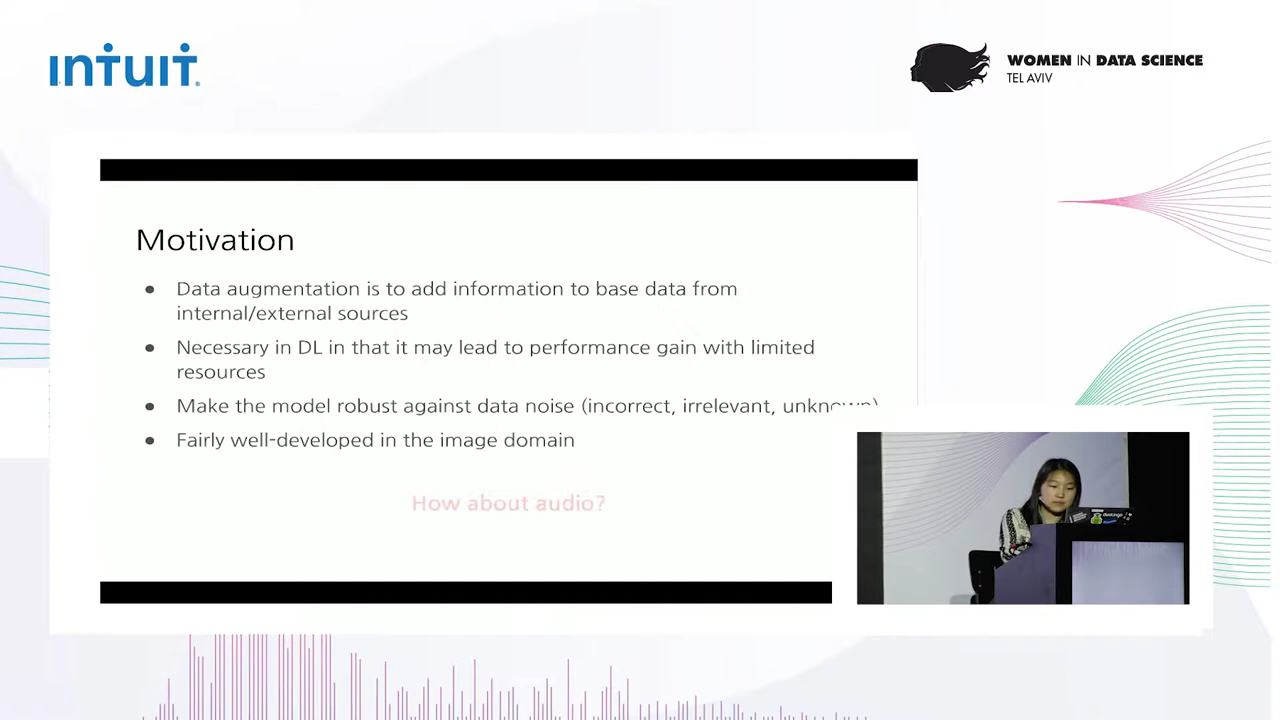 INTUIT
WOMEN IN DATA SCIENCE
TEL AVIV
Motivation
● Data augmentation is to add information to base data from
internal/external sources
● Necessary in DL in that it may lead to performance gain with limited
resources
● Make the model robust against data noise (incorrect, irrelevant, unknown)
● Fairly well-developed in the image domain
How about audio?